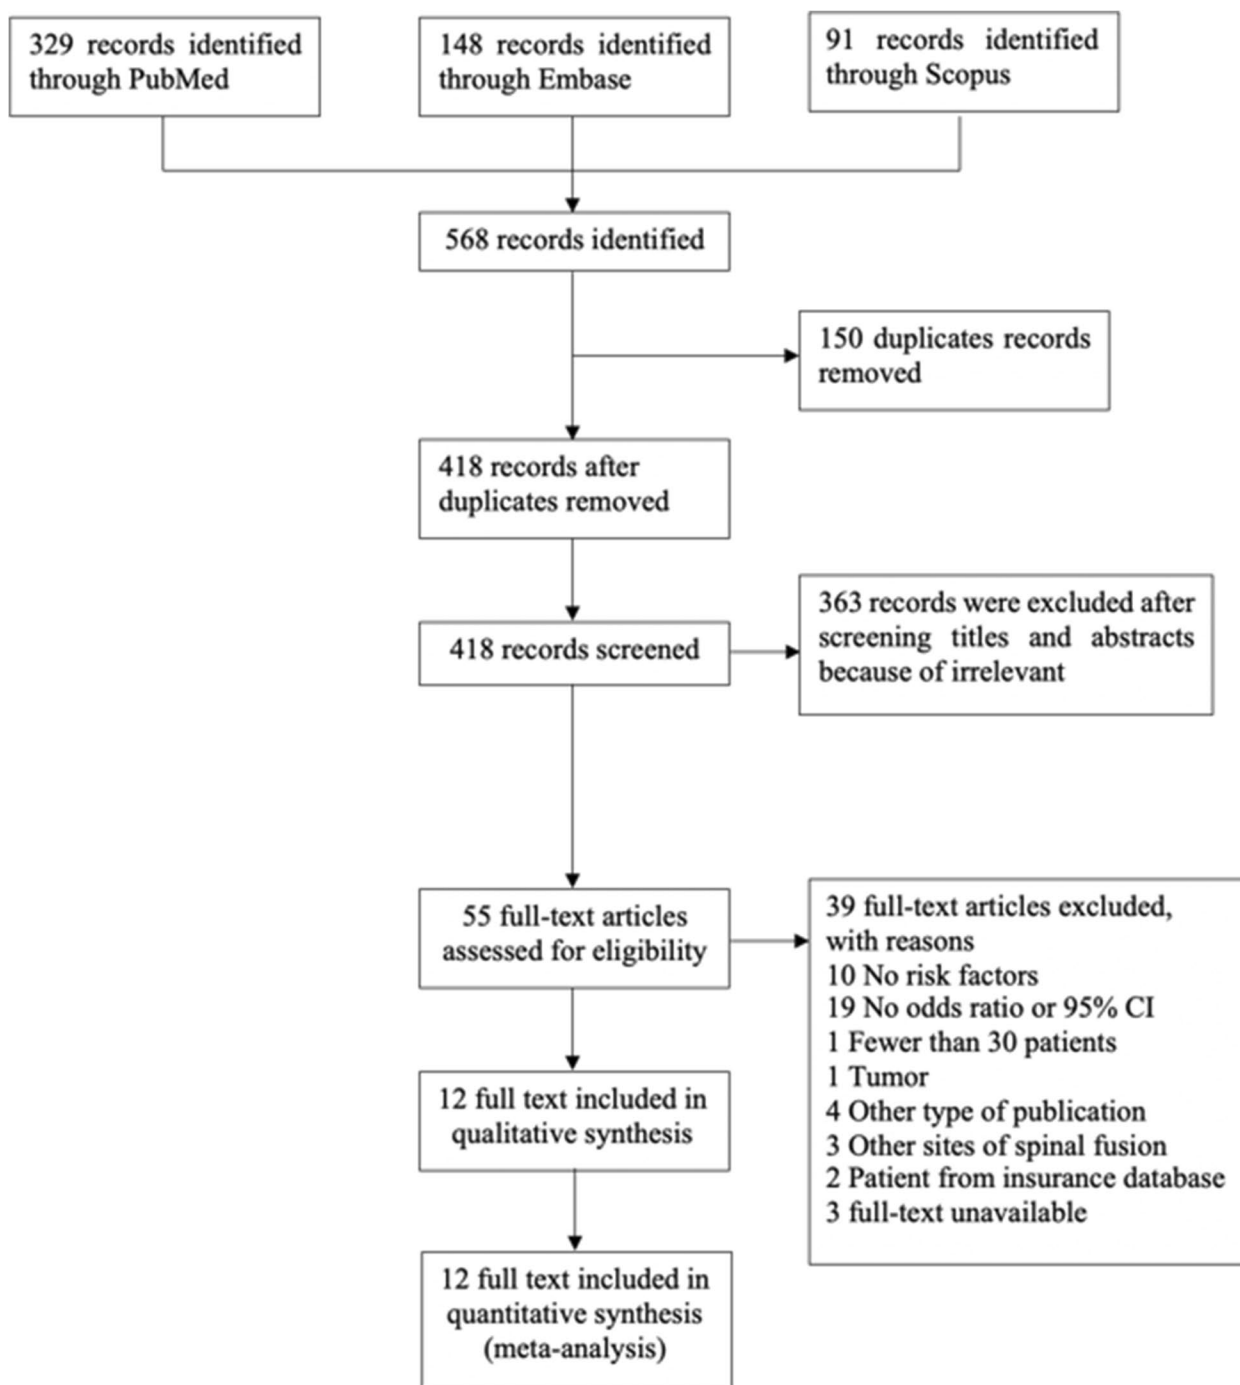 329 records identified
through PubMed
148 records identified
through Embase
91 records identified
through Scopus
568 records identified
150 duplicates records
removed
418 records after
duplicates removed
418 records screened
363 records were excluded after
screening titles and abstracts
because of irrelevant
55 full-text articles
assessed for eligibility
39 full-text articles excluded,
with reasons
10 No risk factors
19 No odds ratio or 95% CI
1 Fewer than 30 patients
1 Tumor
4 Other type of publication
3 Other sites of spinal fusion
2 Patient from insurance database
3 full-text unavailable
12 full text included in
qualitative synthesis
12 full text included in
quantitative synthesis
(meta-analysis)